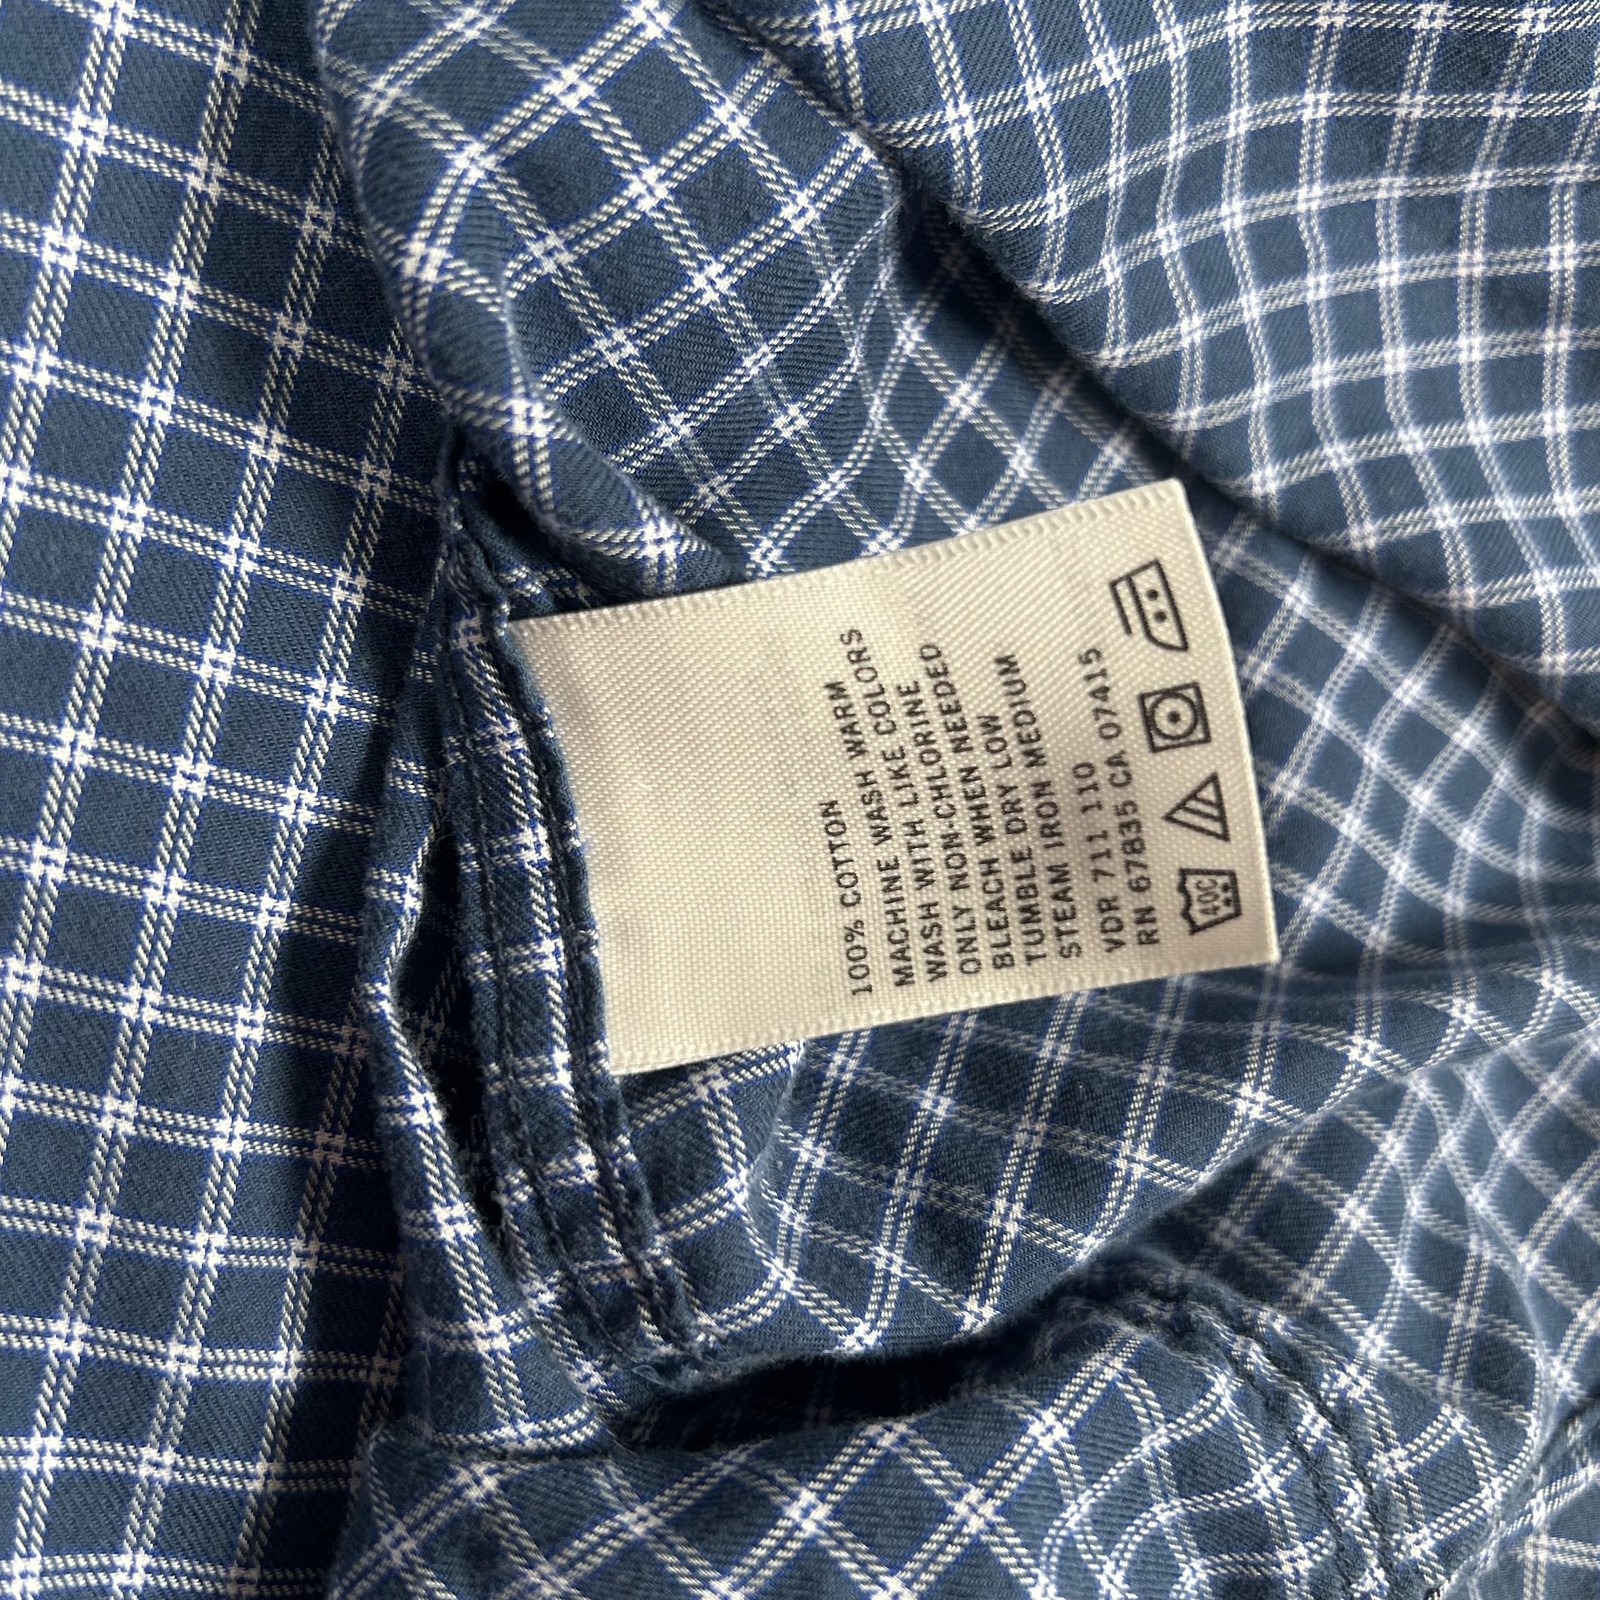 100% COTTON
MACHINE WASH WARM
WASH WITH LIKE COLORS
ONLY NON-CHLORINE
BLEACH WHEN NEEDED
TUMBLE DRY LOW
STEAM IRON MEDIUM
VDR 711 110
RN 67835 CA 07415
40C